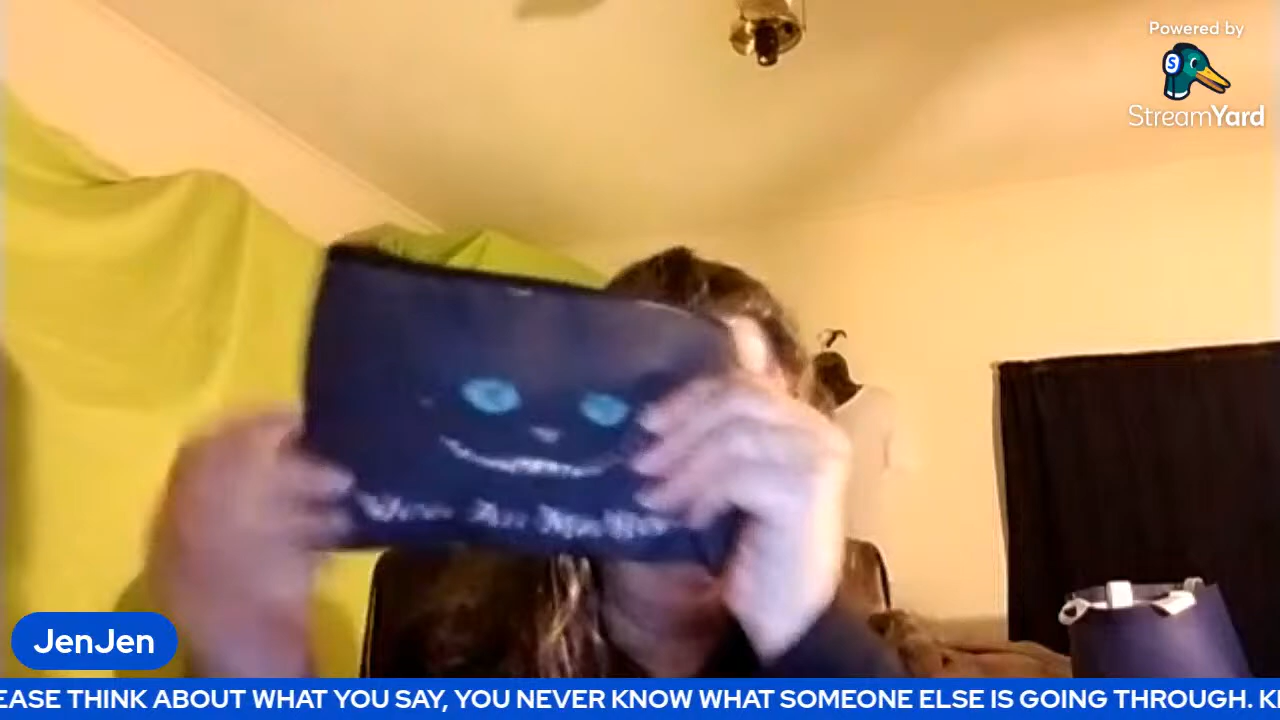 Powered by
StreamYard
JenJen
EASE THINK ABOUT WHAT YOU SAY, YOU NEVER KNOW WHAT SOMEONE ELSE IS GOING THROUGH. KI